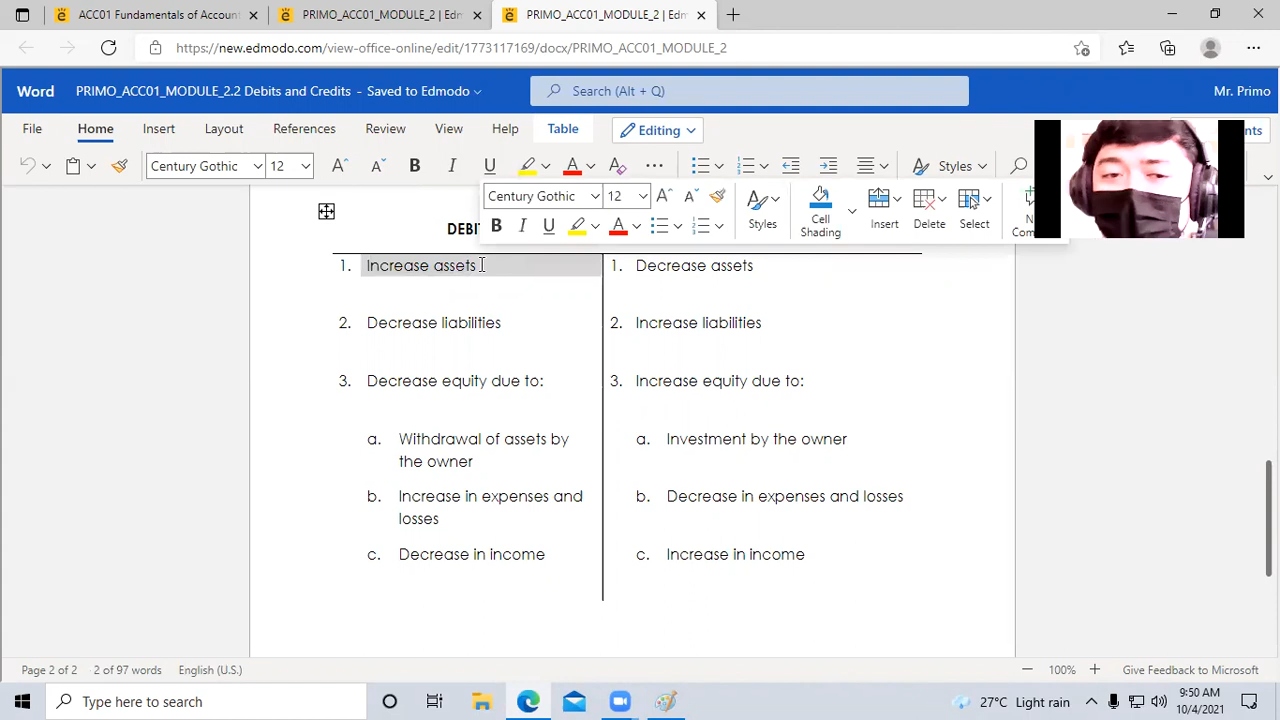 ACC01 Fundamentals of Accoun
PRIMO_ACC01_MODULE_2 | Edm
PRIMO_ACC01_MODULE_2 | Edm
https://new.edmodo.com/view-office-online/edit/1773117169/docx/PRIMO_ACC01_MODULE_2
Word
PRIMO_ACC01_MODULE_2.2 Debits and Credits - Saved to Edmodo
Search (Alt + Q)
Mr. Primo
File
Home
Insert
Layout
References
Review
View
Help
Table
Editing
Century Gothic
12
Styles
Century Gothic
12
Styles
Cell
Shading
Insert
Delete
Select
1. Increase assets
2. Decrease liabilities
3. Decrease equity due to:
a. Withdrawal of assets by
the owner
b. Increase in expenses and
losses
c. Decrease in income
1. Decrease assets
2. Increase liabilities
3. Increase equity due to:
a. Investment by the owner
b. Decrease in expenses and losses
c. Increase in income
Page 2 of 2
2 of 97 words
English (U.S.)
100%
Give Feedback to Microsoft
Type here to search
27°C Light rain
9:50 AM
10/4/2021